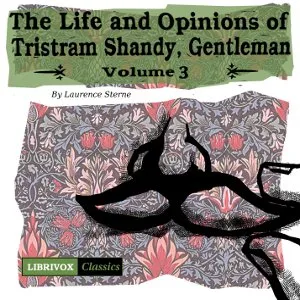 The Life and Opinions of
Tristram Shandy, Gentleman
Volume 3
By Laurence Sterne
LIBRIVOX Classics